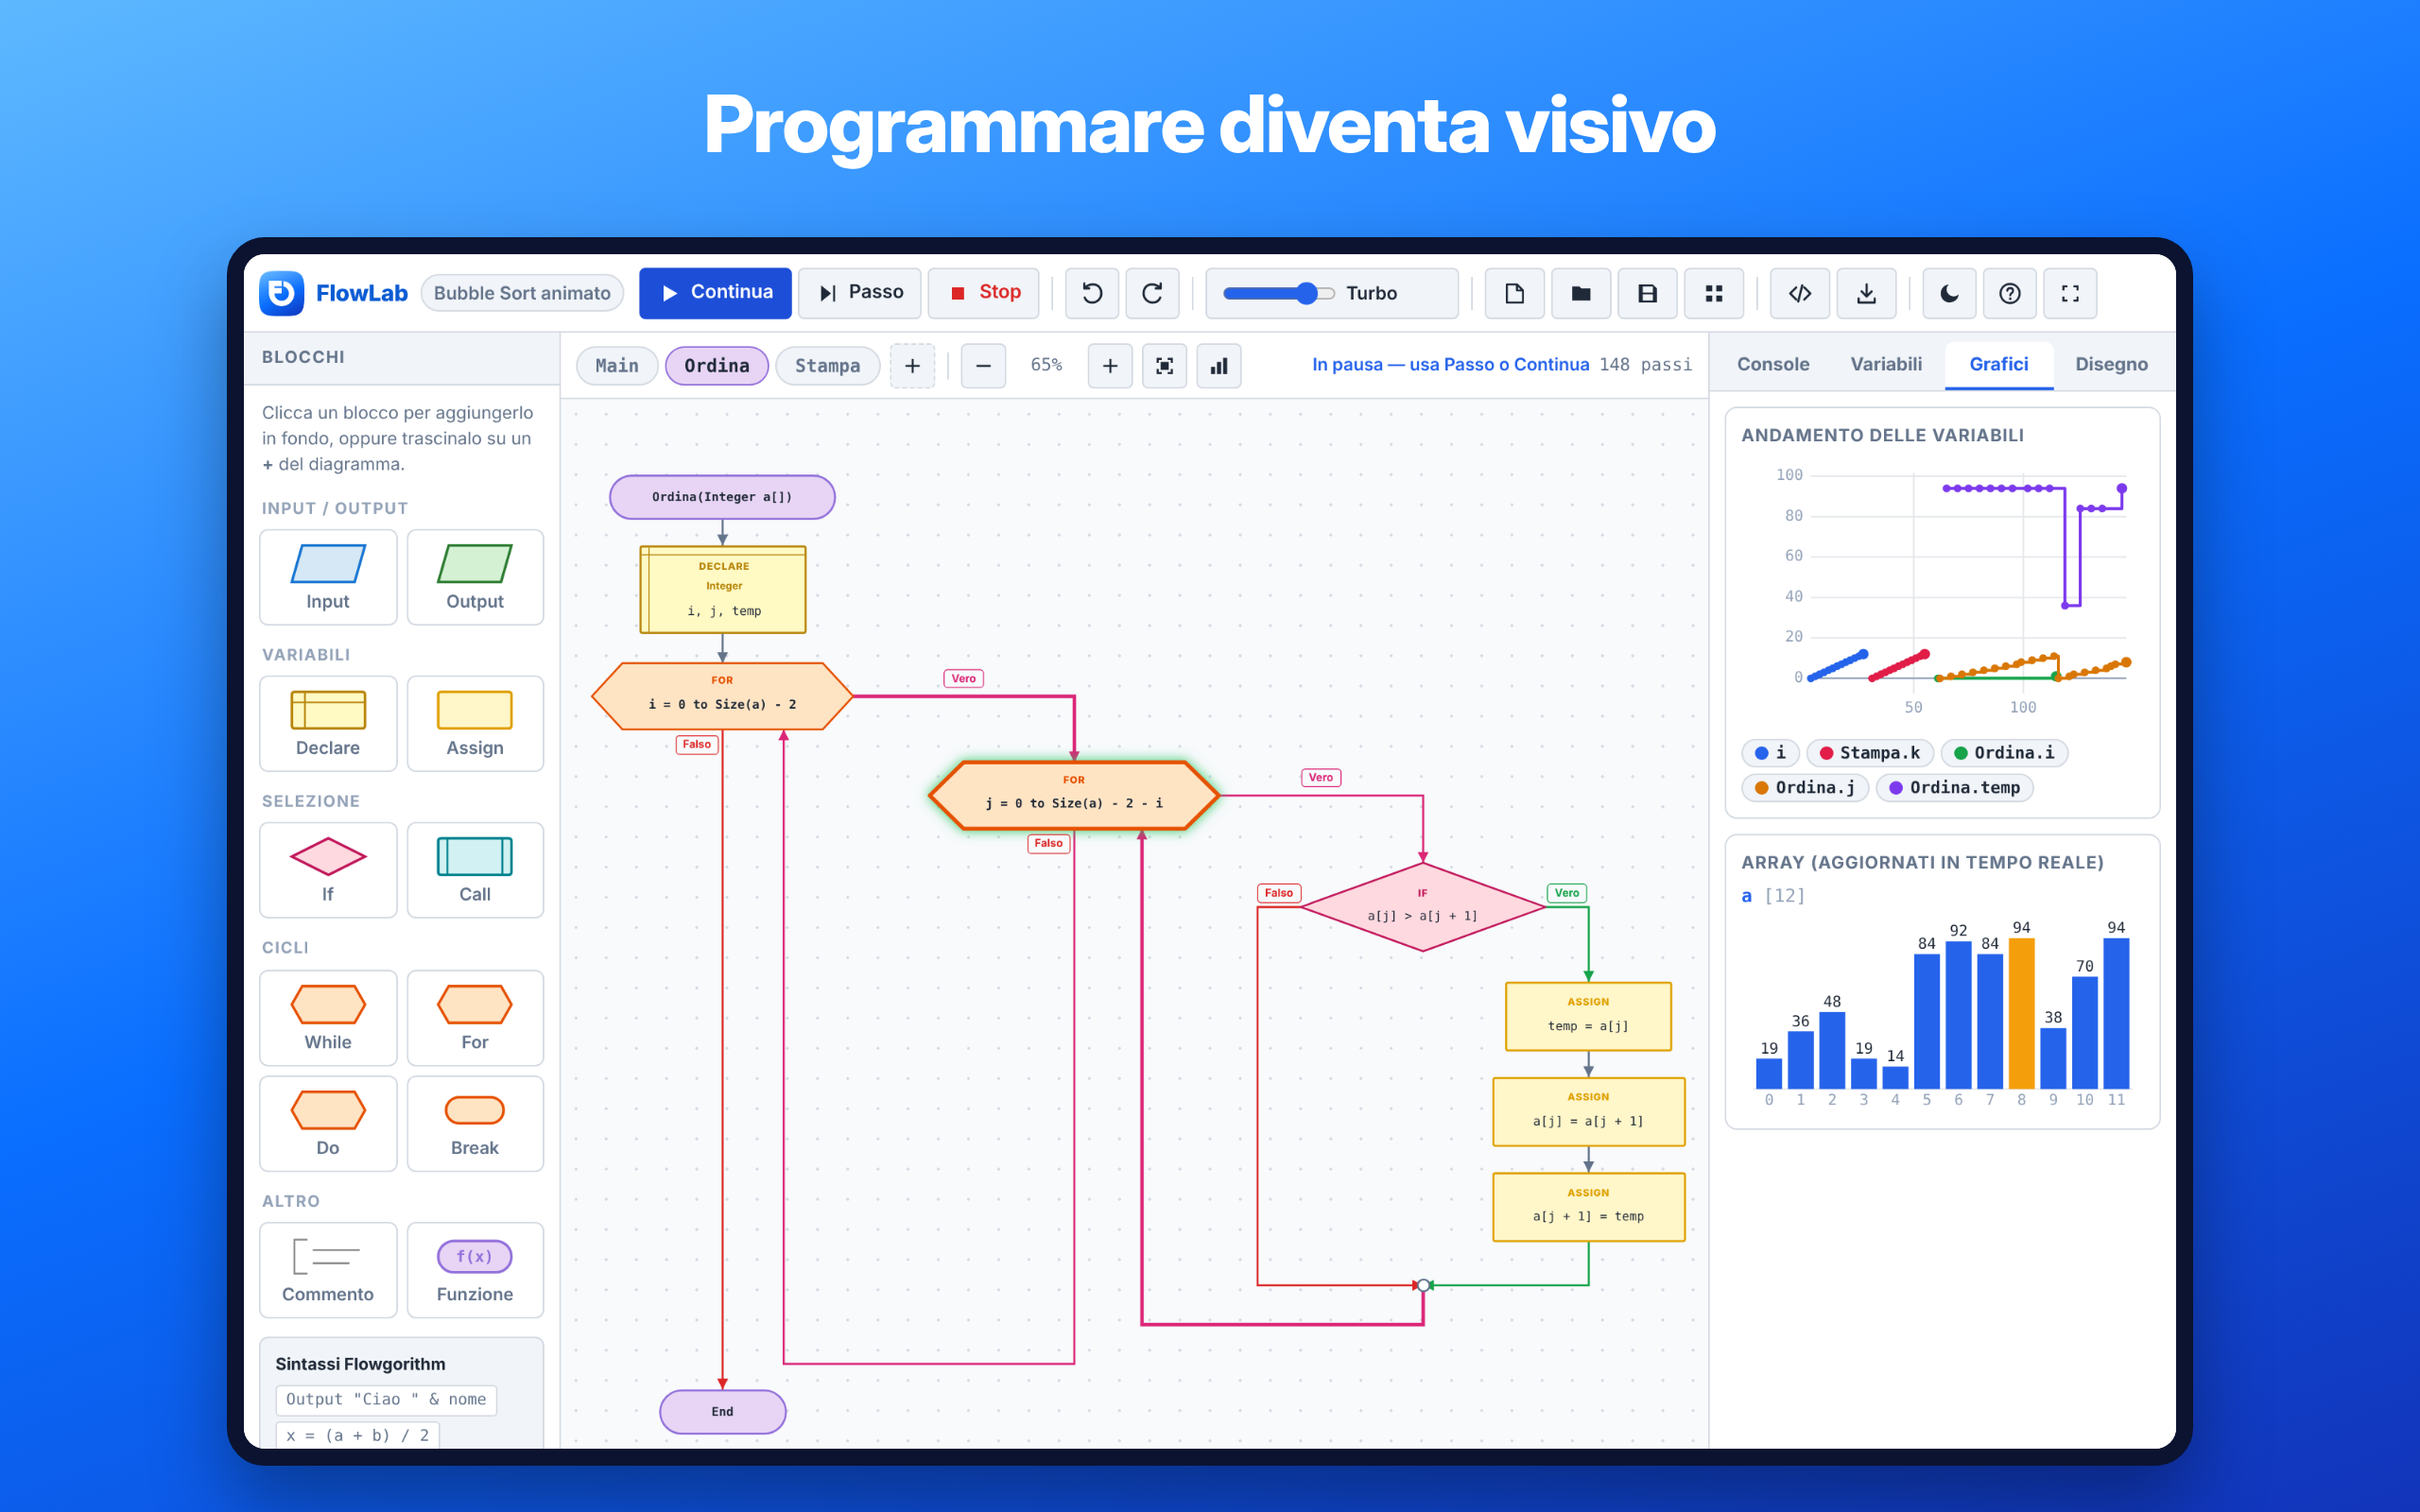 Programmare diventa visivo
FlowLab
Bubble Sort animato
Continua
Passo
Stop
Turbo
BLOCCHI
Clicca un blocco per aggiungerlo
in fondo, oppure trascinalo su un
+ del diagramma.
INPUT / OUTPUT
Input
Output
VARIABILI
Declare
Assign
SELEZIONE
If
Call
CICLI
While
For
Do
Break
ALTRO
Commento
f(x)
Funzione
Sintassi Flowgorithm
Output "Ciao " & nome
x = (a + b) / 2
Main
Ordina
Stampa
+
−
65%
+
In pausa — usa Passo o Continua
148 passi
Ordina(Integer a[])
DECLARE
Integer
i, j, temp
FOR
i = 0 to Size(a) - 2
Vero
Falso
FOR
j = 0 to Size(a) - 2 - i
Vero
Falso
IF
a[j] > a[j + 1]
Falso
Vero
ASSIGN
temp = a[j]
ASSIGN
a[j] = a[j + 1]
ASSIGN
a[j + 1] = temp
End
Console
Variabili
Grafici
Disegno
ANDAMENTO DELLE VARIABILI
100
80
60
40
20
0
50
100
i
Stampa.k
Ordina.i
Ordina.j
Ordina.temp
ARRAY (AGGIORNATI IN TEMPO REALE)
a [12]
19 36 48 19 14 84 92 84 94 38 70 94
0 1 2 3 4 5 6 7 8 9 10 11